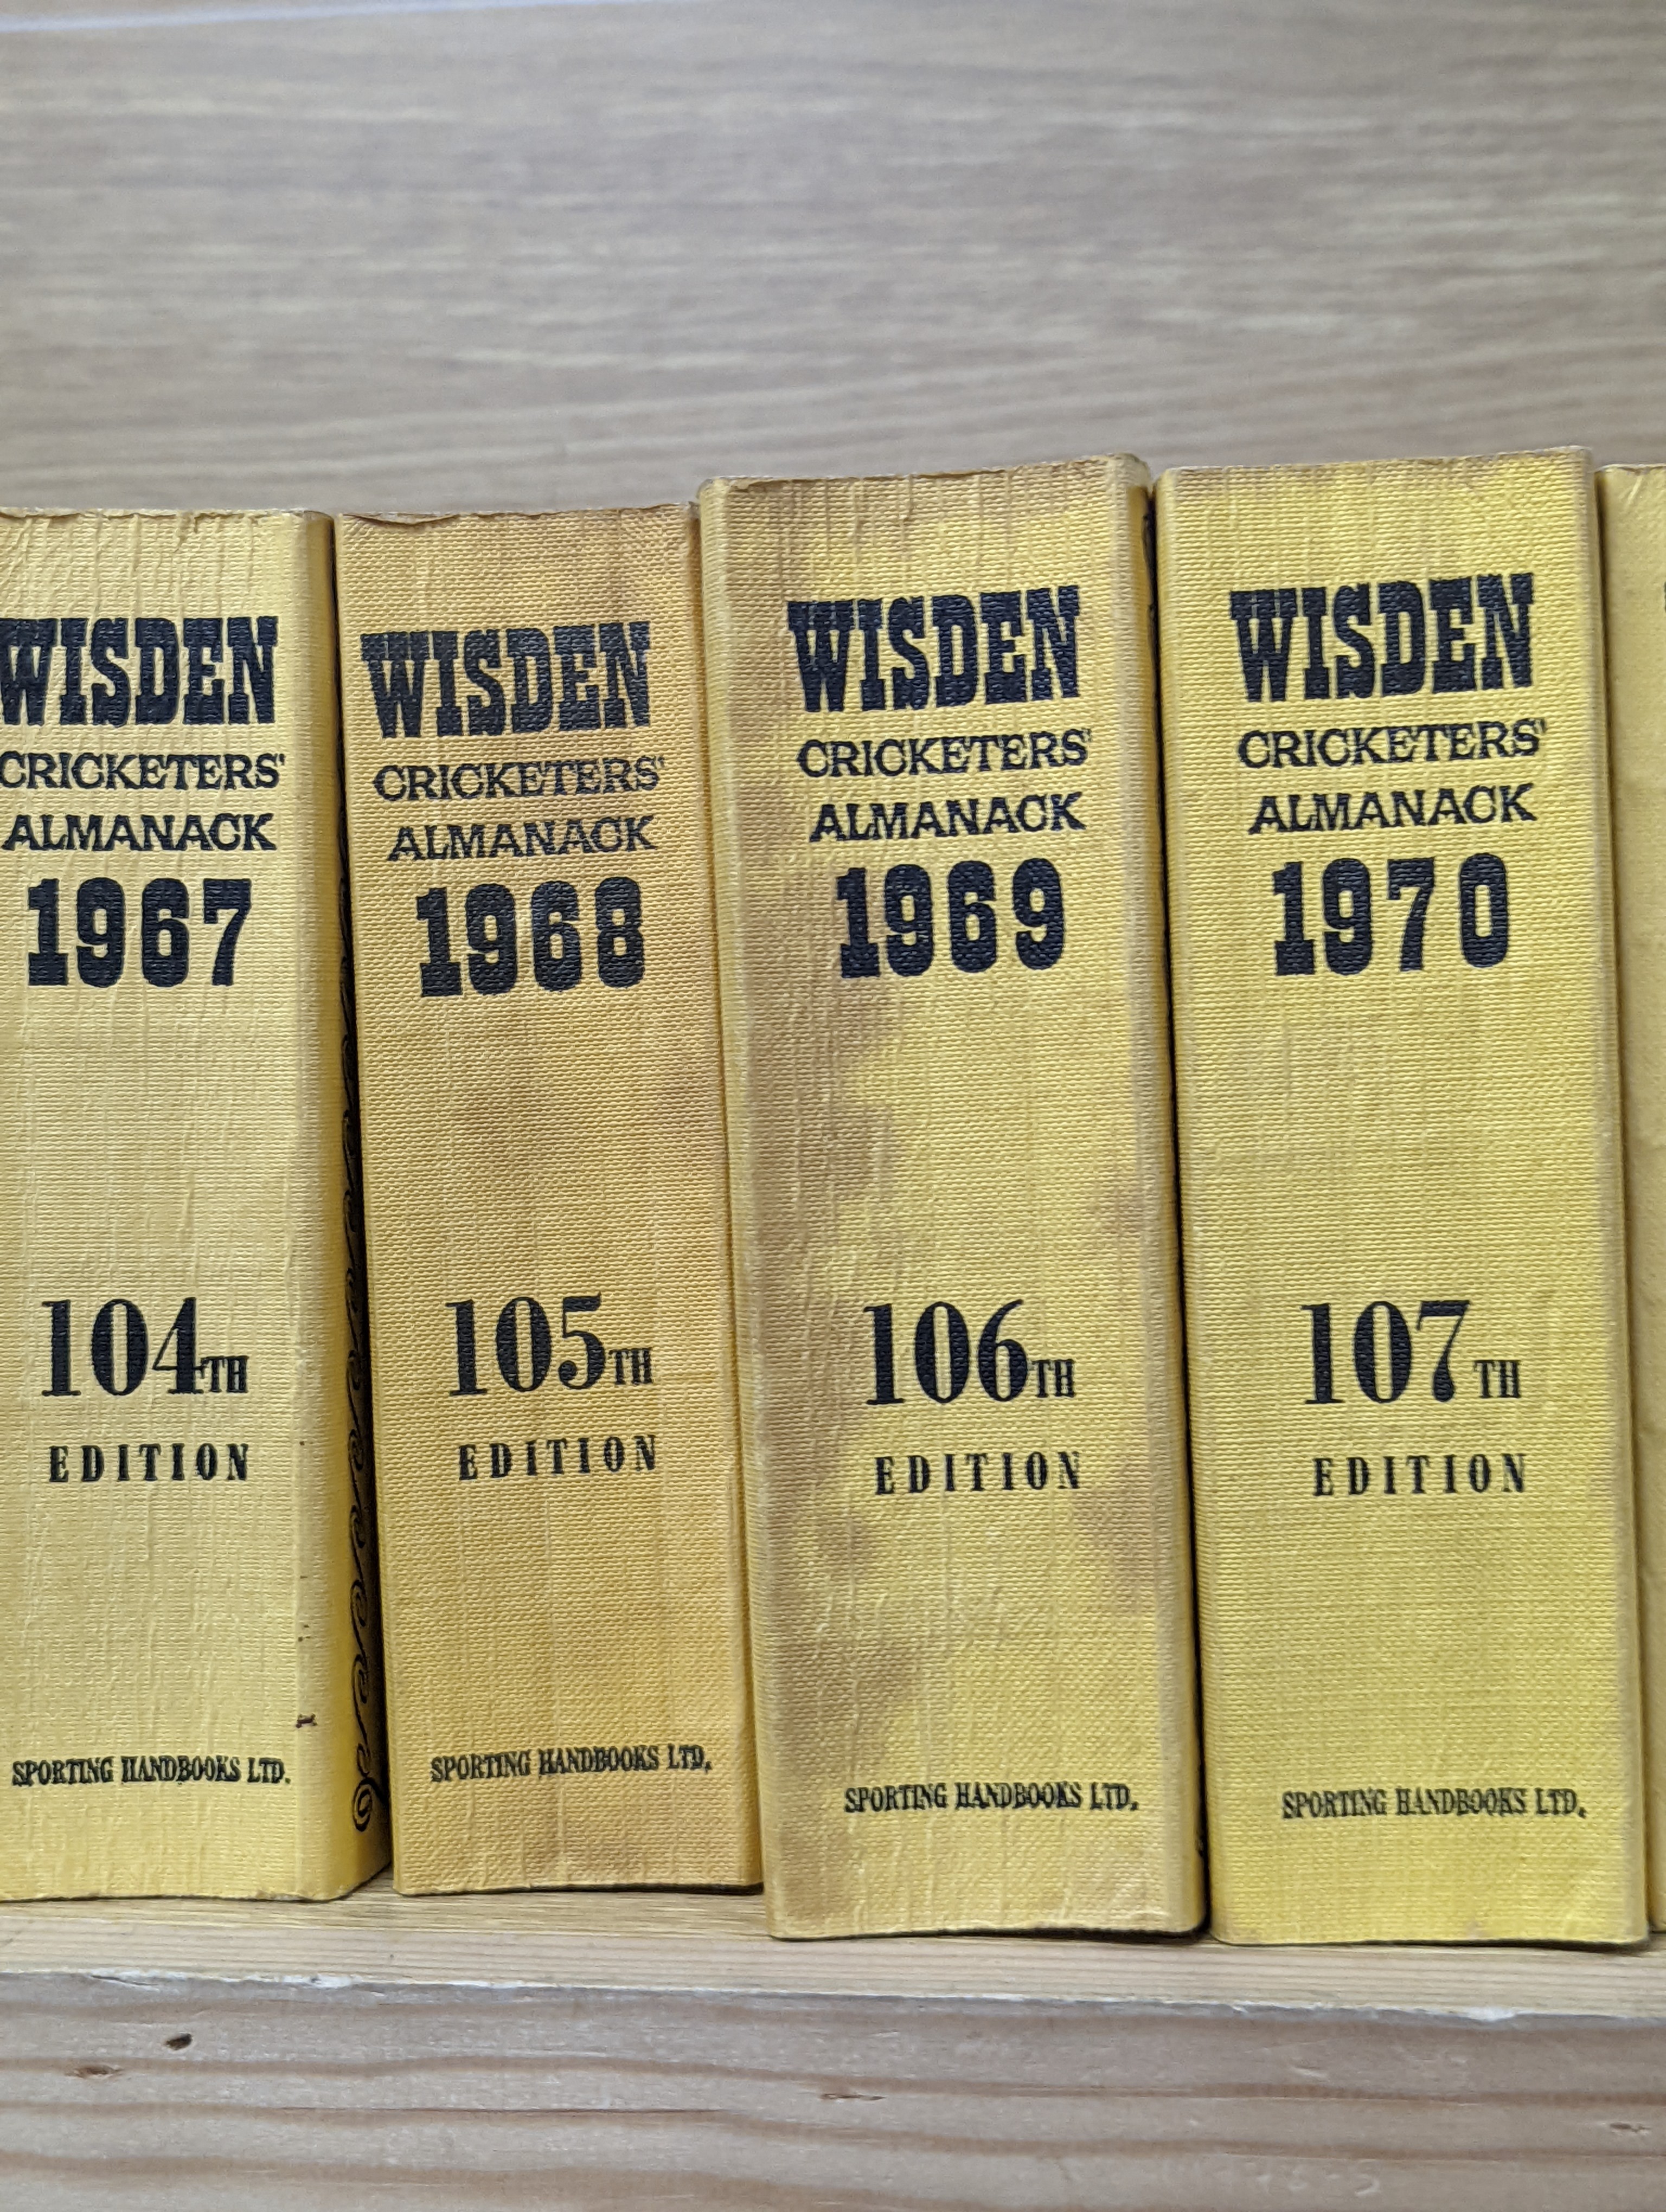 WISDEN
CRICKETERS'
ALMANACK
1967
104TH
EDITION
SPORTING HANDBOOKS LTD.
WISDEN
CRICKETERS'
ALMANACK
1968
105TH
EDITION
SPORTING HANDBOOKS LTD.
WISDEN
CRICKETERS'
ALMANACK
1969
106TH
EDITION
SPORTING HANDBOOKS LTD.
WISDEN
CRICKETERS'
ALMANACK
1970
107TH
EDITION
SPORTING HANDBOOKS LTD.